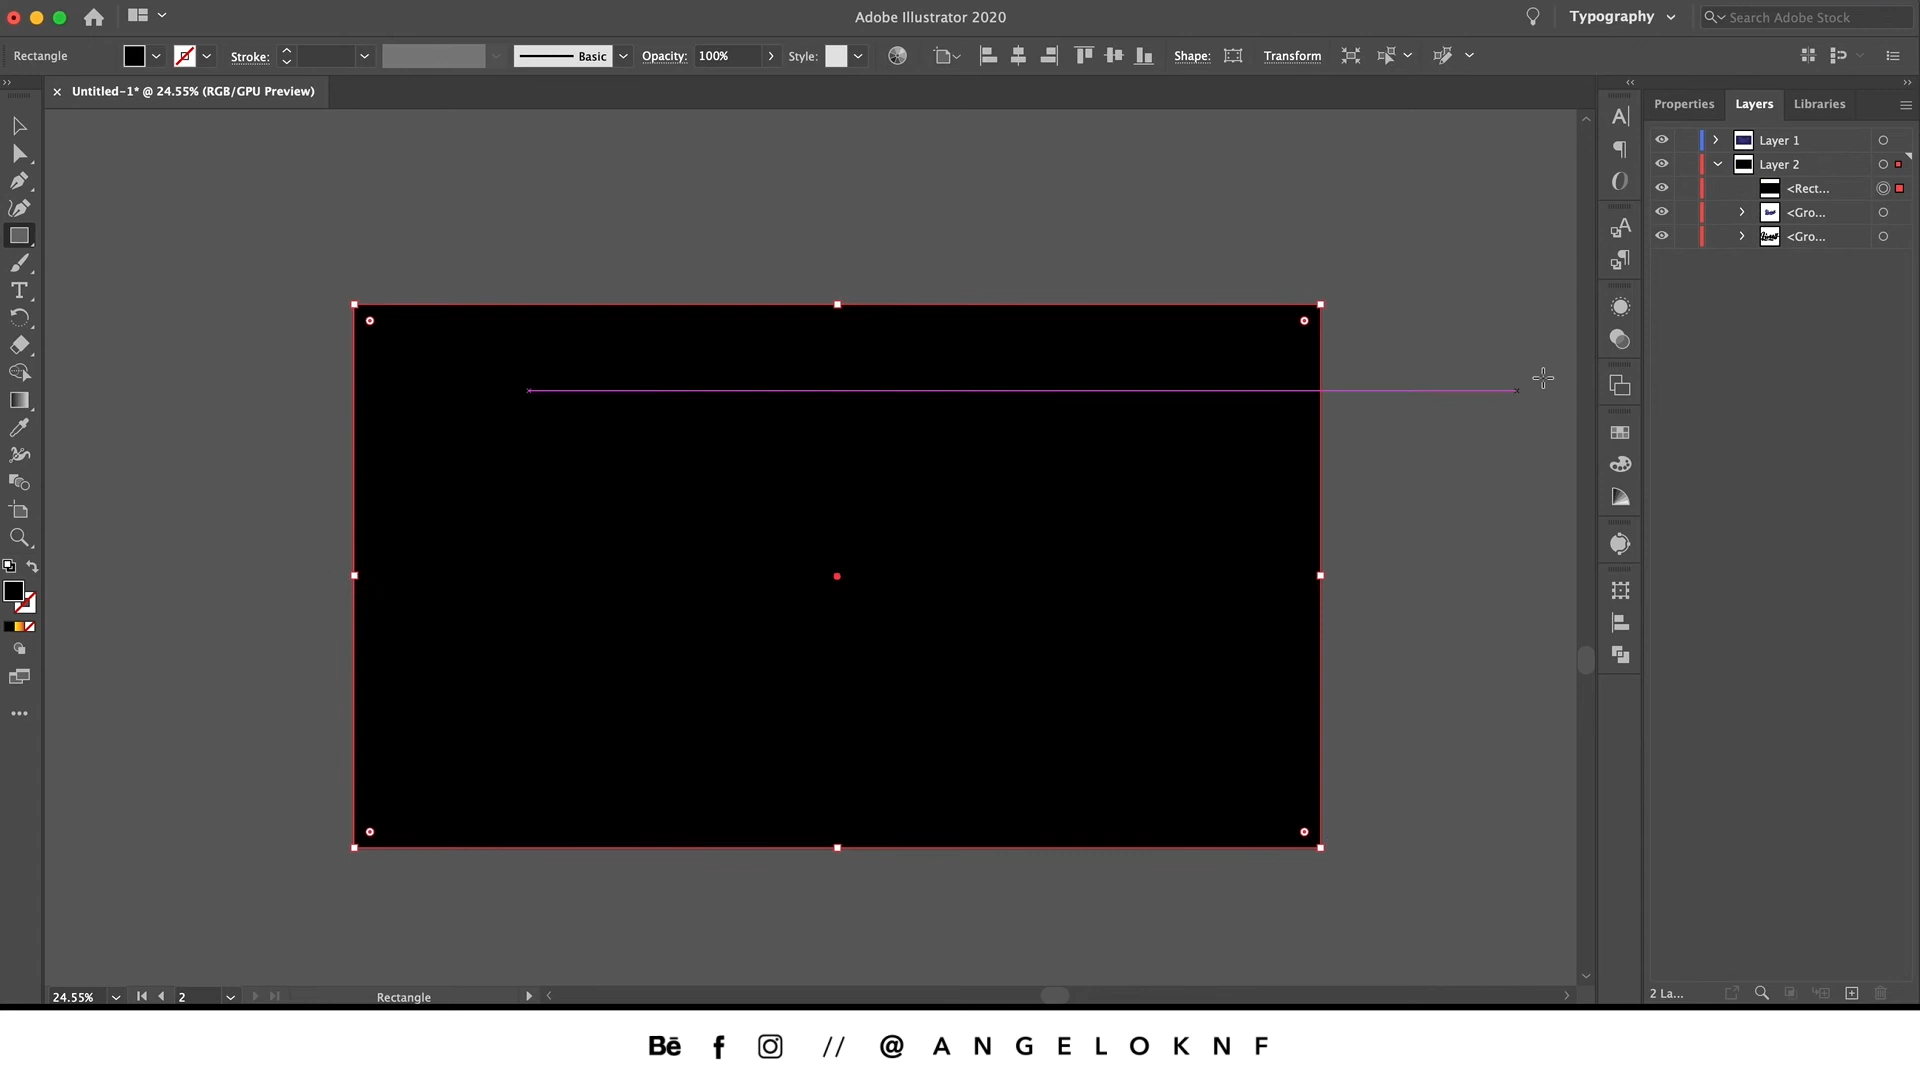 Adobe Illustrator 2020
Typography
Search Adobe Stock
Rectangle
Stroke:
Basic
Opacity:
100%
Style:
Shape:
Transform
Untitled-1* @ 24.55% (RGB/GPU Preview)
Properties
Layers
Libraries
Layer 1
Layer 2
<Rect...
<Gro...
<Gro...
24.55%
2
Rectangle
2 La...
Bē f // @ANGELOKNF